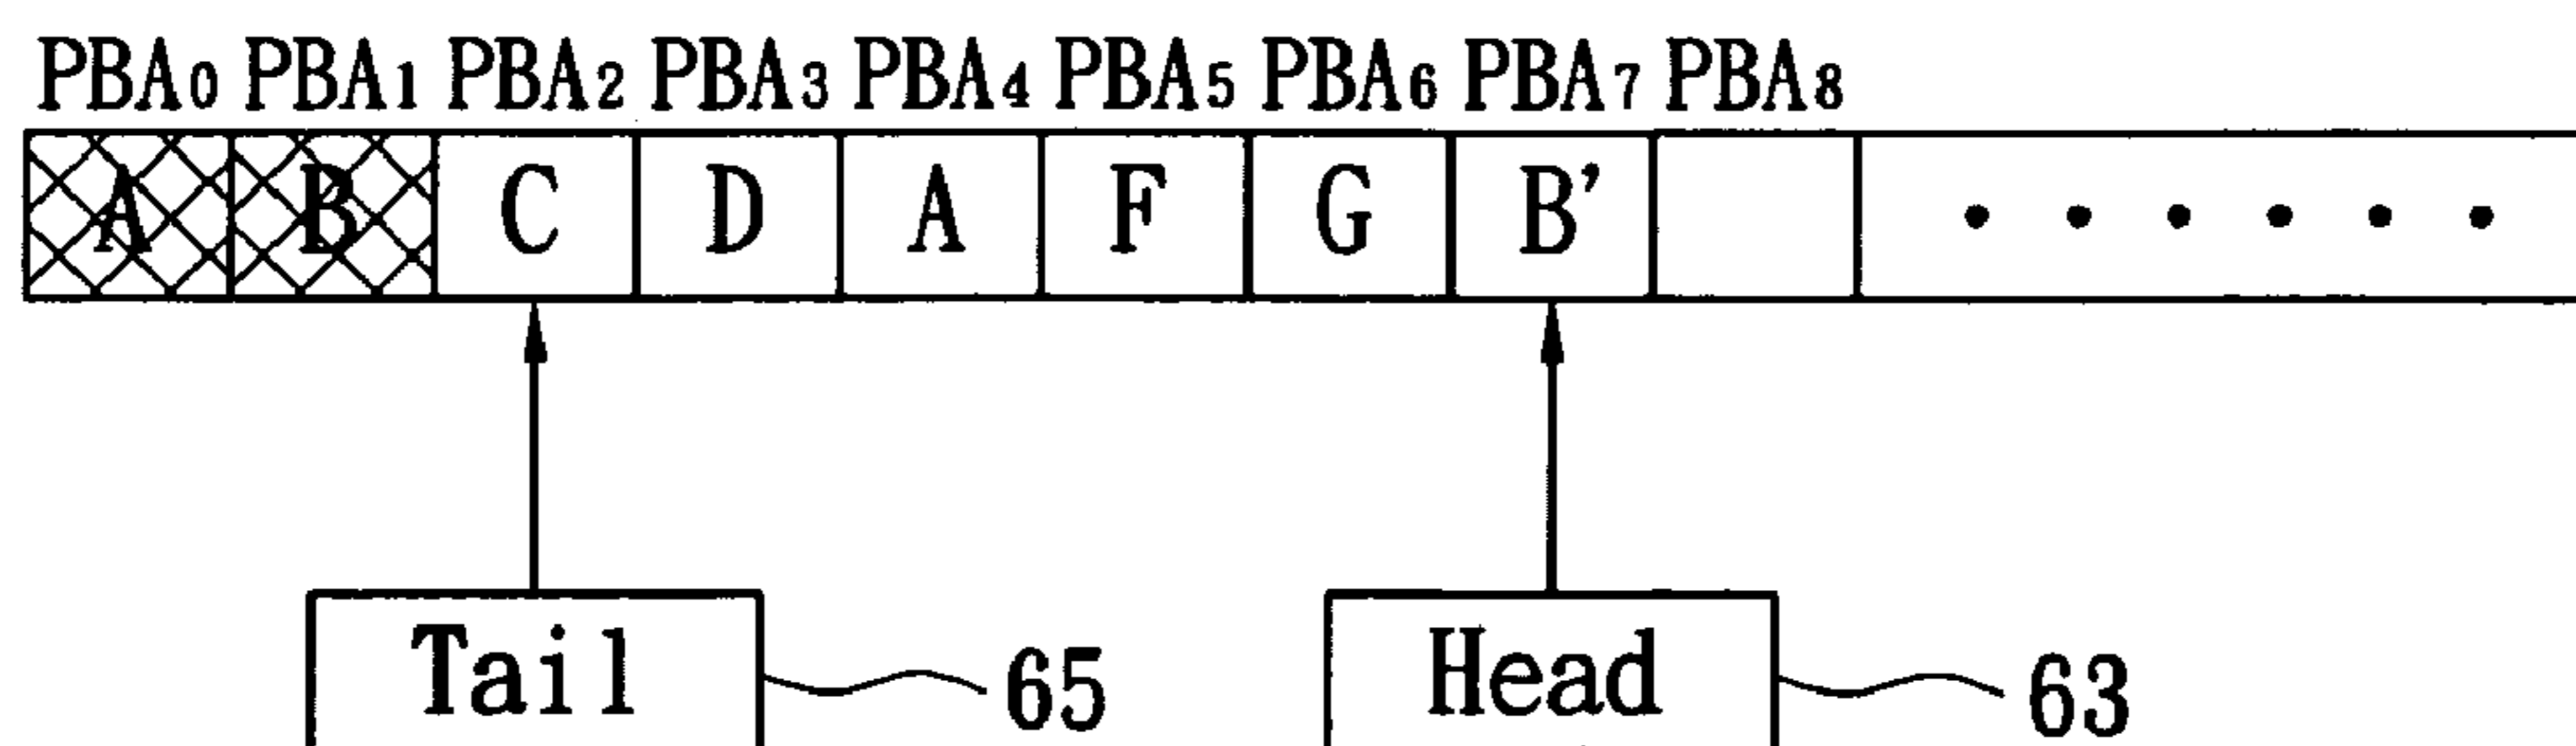 PBA0 PBA1 PBA2 PBA3 PBA4 PBA5 PBA6 PBA7 PBA8
A B C D A F G B' ......
Tail 65 Head 63